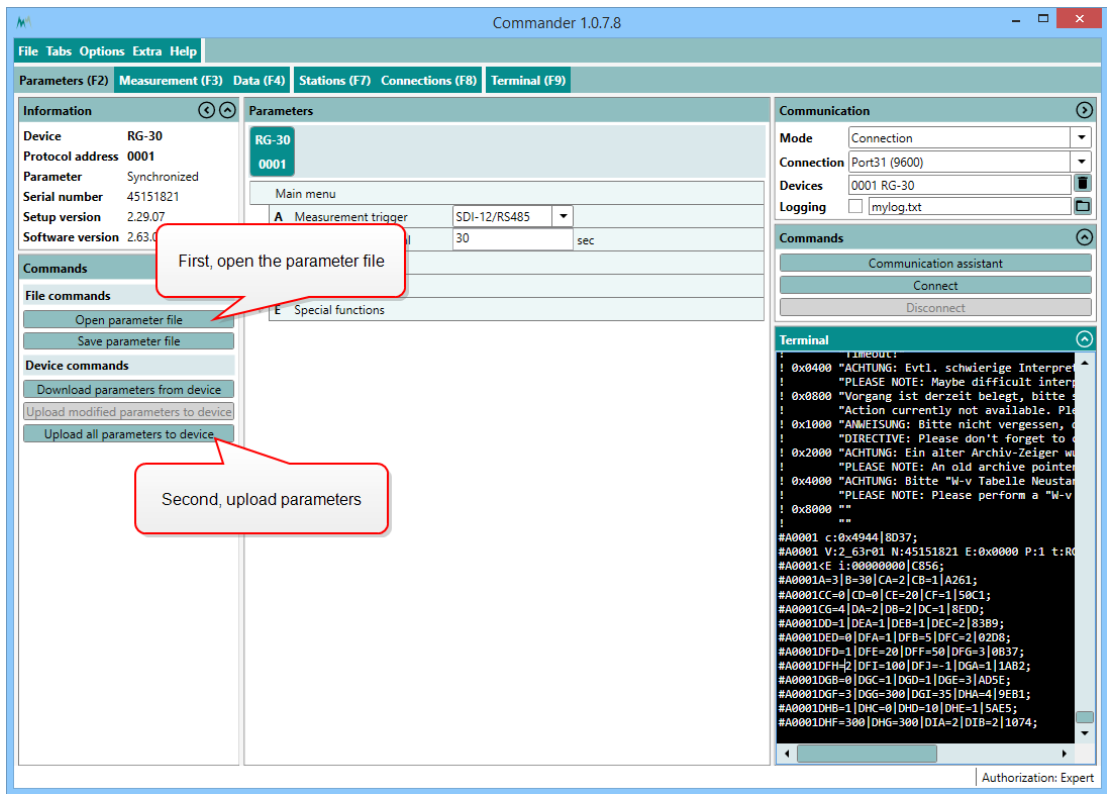 Commander 1.0.7.8
File Tabs Options Extra Help
Parameters (F2) Measurement (F3) Data (F4) Stations (F7) Connections (F8) Terminal (F9)
Information
Device RG-30
Protocol address 0001
Parameter Synchronized
Serial number 45151821
Setup version 2.29.07
Software version 2.63.0
Commands
File commands
Open parameter file
Save parameter file
Device commands
Download parameters from device
Upload modified parameters to device
Upload all parameters to device
First, open the parameter file
Second, upload parameters
Parameters
RG-30
0001
Main menu
A Measurement trigger SDI-12/RS485
30 sec
E Special functions
Communication
Mode Connection
Connection Port31 (9600)
Devices 0001 RG-30
Logging mylog.txt
Commands
Communication assistant
Connect
Disconnect
Terminal
! Timeout!"
! 0x0400 "ACHTUNG: Evtl. schwierige Interpret
! "PLEASE NOTE: Maybe difficult interp
! 0x0800 "Vorgang ist derzeit belegt, bitte s
! "Action currently not available. Ple
! 0x1000 "ANWEISUNG: Bitte nicht vergessen,
! "DIRECTIVE: Please don't forget to
! 0x2000 "ACHTUNG: Ein alter Archiv-Zeiger wu
! "PLEASE NOTE: An old archive pointer
! 0x4000 "ACHTUNG: Bitte "W-v Tabelle Neustar
! "PLEASE NOTE: Please perform a "W-v
! 0x8000 ""
! ""
#A0001 c:0x4944|8D37;
#A0001 V:2_63r01 N:45151821 E:0x0000 P:1 t:RG
#A0001<E i:00000000|C856;
#A0001A=3|B=30|CA=2|CB=1|A261;
#A0001CC=0|CD=0|CE=20|CF=1|50C1;
#A0001CG=4|DA=2|DB=2|DC=1|8EDD;
#A0001DD=1|DEA=1|DEB=1|DEC=2|83B9;
#A0001DED=0|DFA=1|DFB=5|DFC=2|02D8;
#A0001DFD=1|DFE=20|DFF=50|DFG=3|0B37;
#A0001DFH=2|DFI=100|DFJ=-1|DGA=1|1AB2;
#A0001DGB=0|DGC=1|DGD=1|DGE=3|AD5E;
#A0001DGF=3|DGG=300|DGI=35|DHA=4|9EB1;
#A0001DHB=1|DHC=0|DHD=10|DHE=1|5AE5;
#A0001DHF=300|DHG=300|DIA=2|DIB=2|1074;
Authorization: Expert